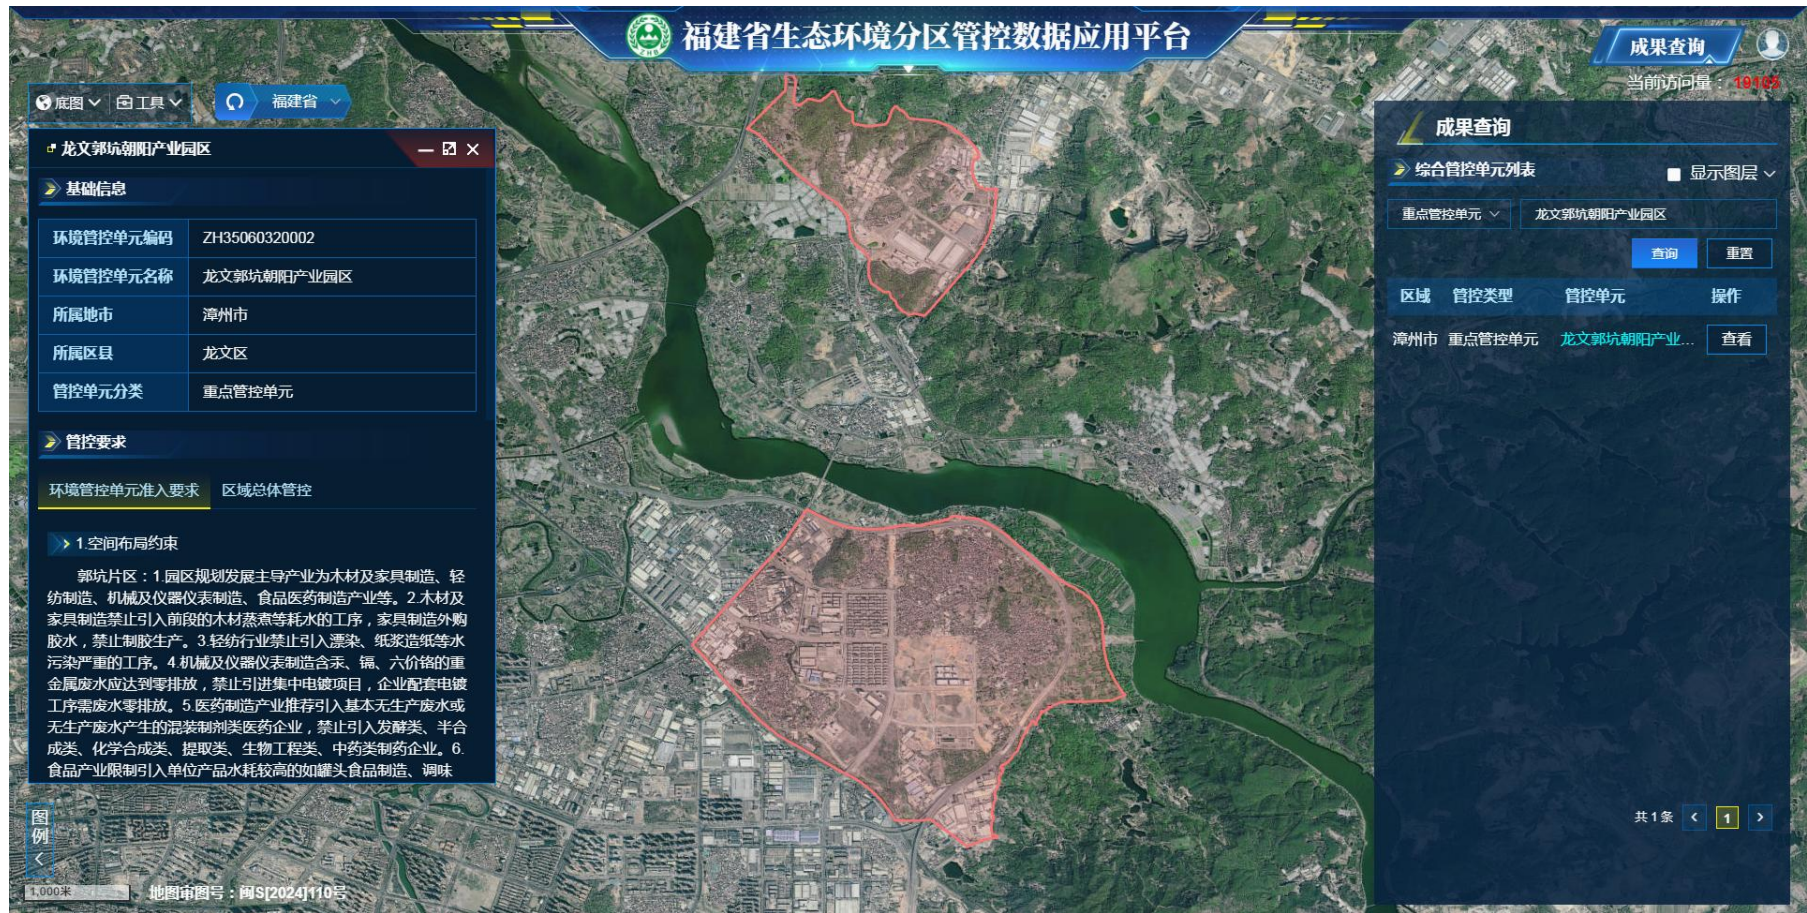 福建省生态环境分区管控数据应用平台
成果查询
当前访问量：19105
底图 工具 福建省
龙文郭坑朝阳产业园区
基础信息
环境管控单元编码 ZH35060320002
环境管控单元名称 龙文郭坑朝阳产业园区
所属地市 漳州市
所属区县 龙文区
管控单元分类 重点管控单元
管控要求
环境管控单元准入要求 区域总体管控
1.空间布局约束
郭坑片区：1.园区规划发展主导产业为木材及家具制造、轻
纺制造、机械及仪器仪表制造、食品医药制造产业等。2.木材及
家具制造禁止引入前段的木材蒸煮等耗水的工序，家具制造外购
胶水，禁止制胶生产。3.轻纺行业禁止引入漂染、纸浆造纸等水
污染严重的工序。4.机械及仪器仪表制造含汞、镉、六价铬的重
金属废水应达到零排放，禁止引进集中电镀项目，企业配套电镀
工序需废水零排放。5.医药制造产业推荐引入基本无生产废水或
无生产废水产生的混装制剂类医药企业，禁止引入发酵类、半合
成类、化学合成类、提取类、生物工程类、中药类制药企业。6.
食品产业限制引入单位产品水耗较高的如罐头食品制造、调味
图例
1,000米
地图审图号：闽S[2024]110号
成果查询
综合管控单元列表 显示图层
重点管控单元 龙文郭坑朝阳产业园区
查询 重置
区域 管控类型 管控单元 操作
漳州市 重点管控单元 龙文郭坑朝阳产业... 查看
共1条 1